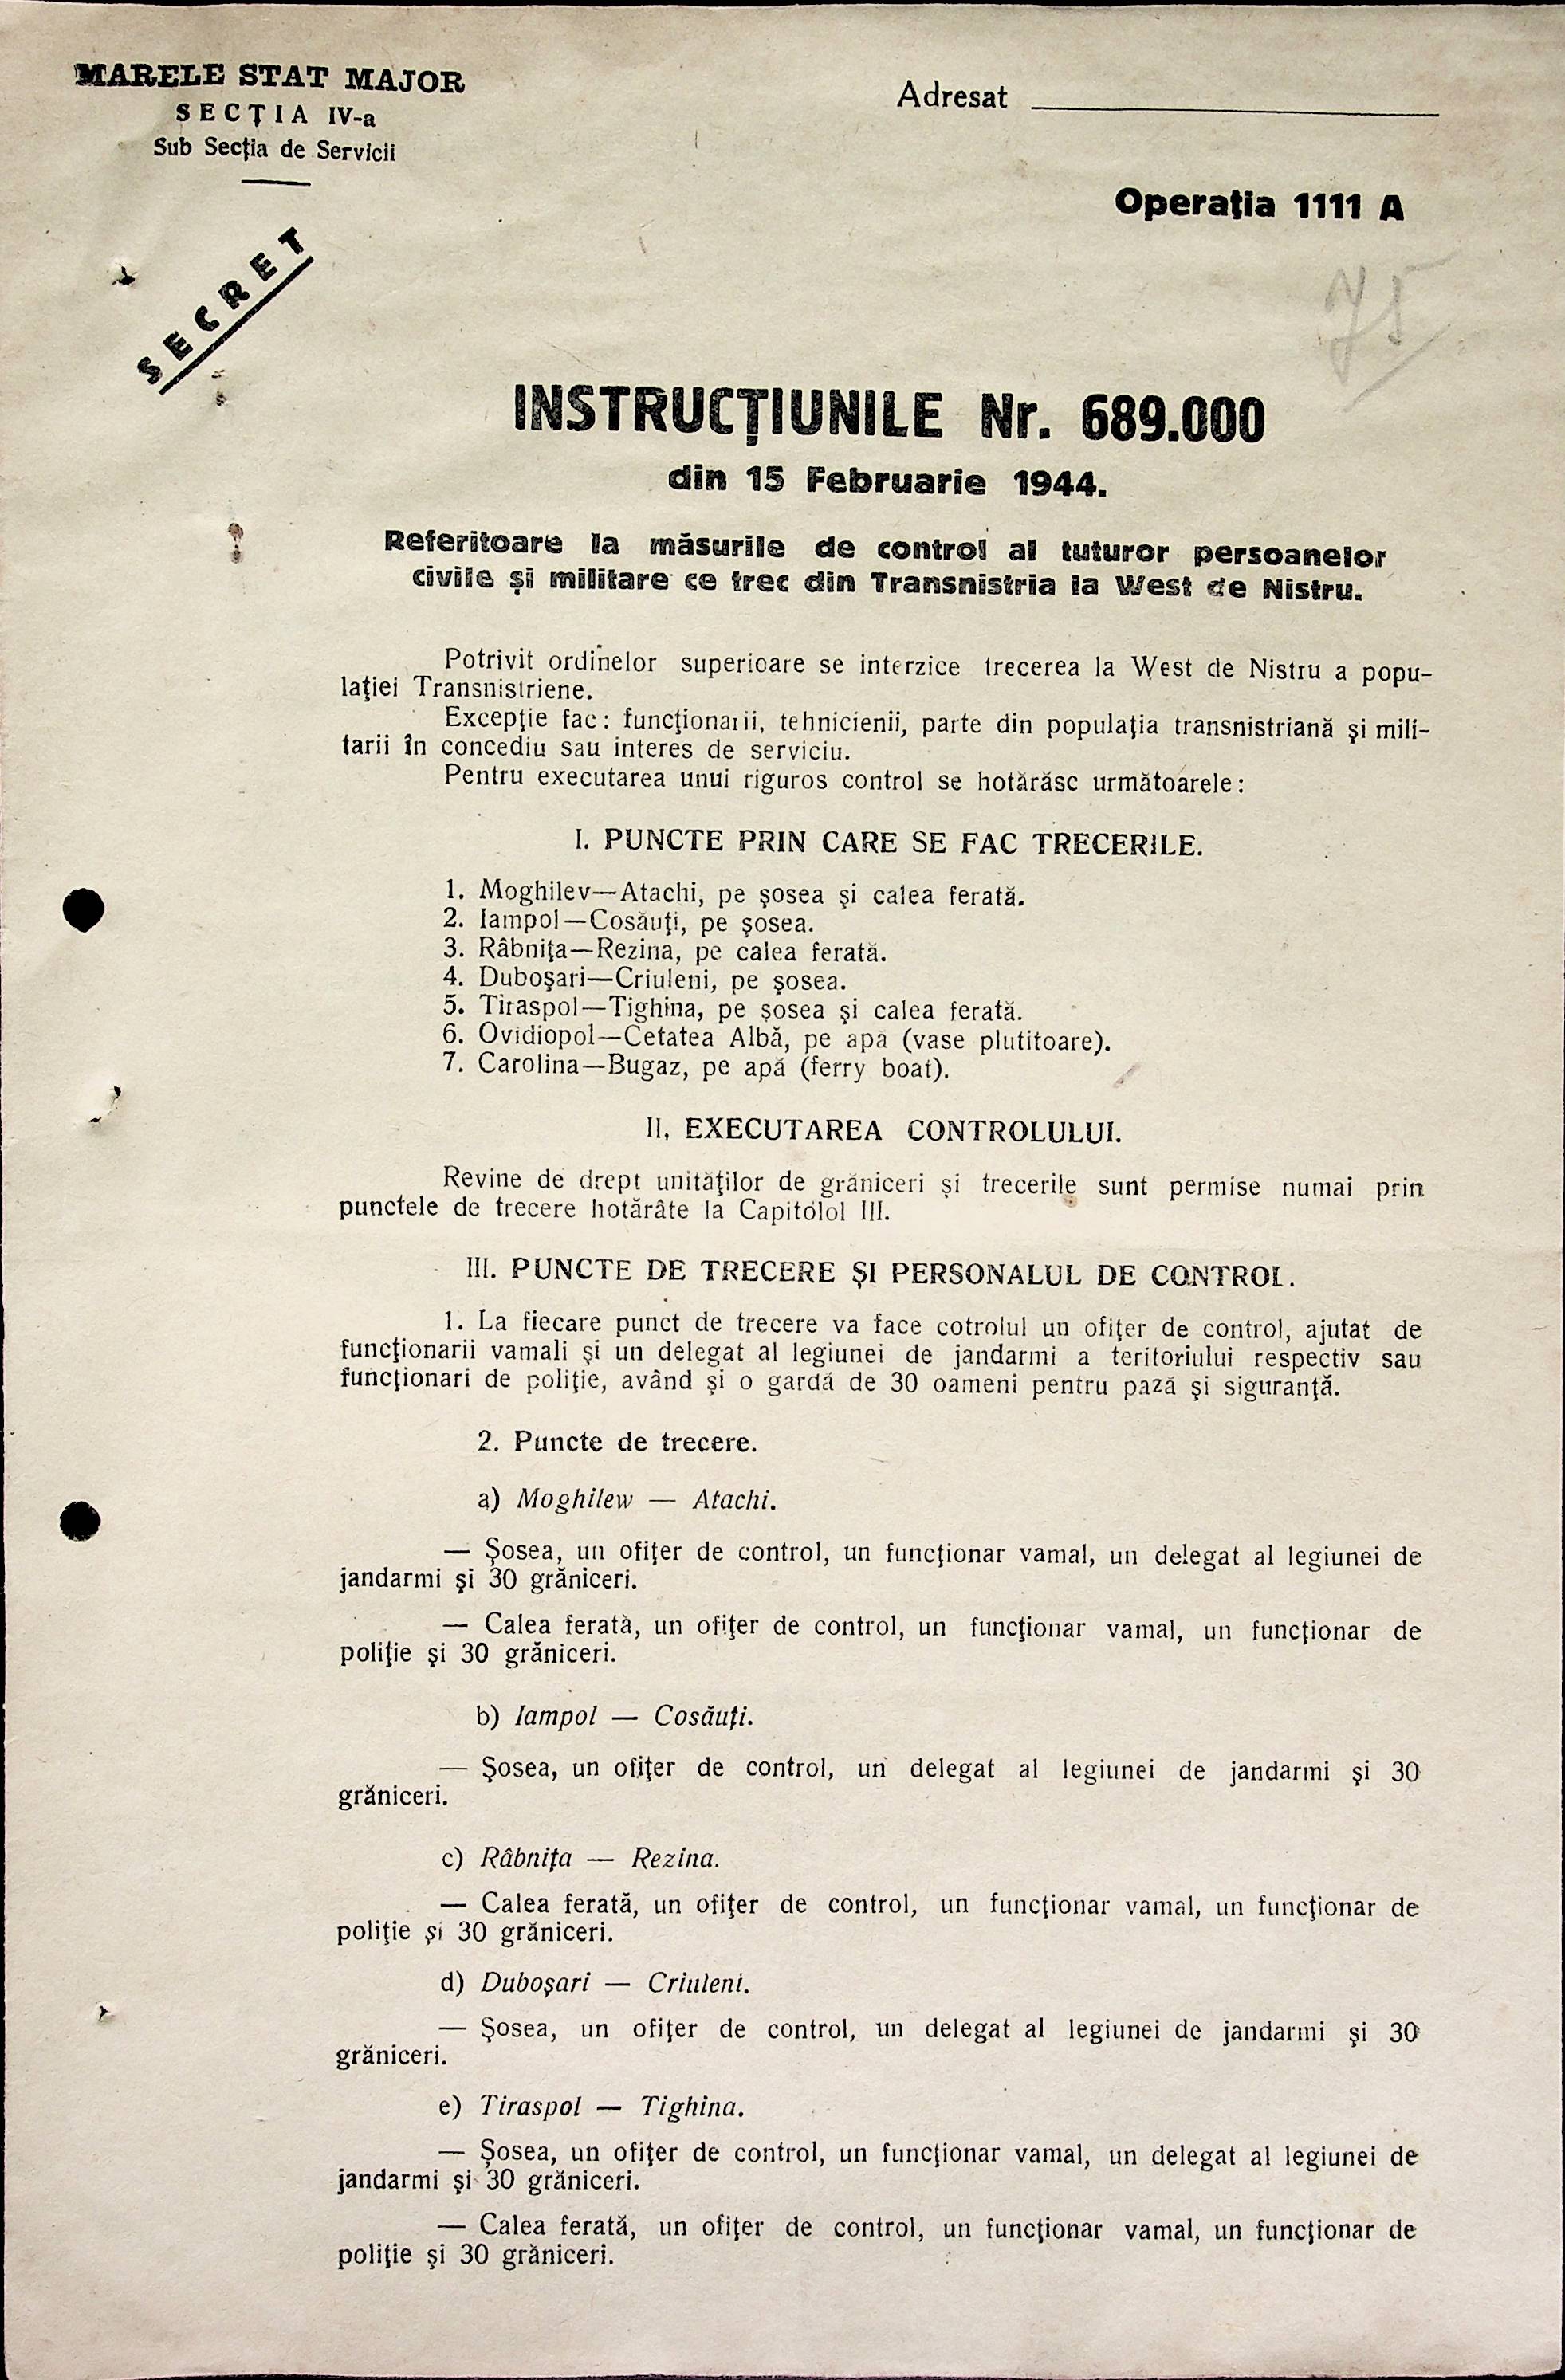 MARELE STAT MAJOR
SECŢIA IV-a
Sub Secţia de Servicii
Adresat
Operaţia 1111 A
SECRET
75
INSTRUCŢIUNILE Nr. 689.000
din 15 Februarie 1944.
Referitoare la măsurile de control al tuturor persoanelor
civile şi militare ce trec din Transnistria la West de Nistru.
Potrivit ordinelor superioare se interzice trecerea la West de Nistru a popu-
laţiei Transnistriene.
Excepţie fac: funcţionarii, tehnicienii, parte din populaţia transnistriană şi mili-
tarii în concediu sau interes de serviciu.
Pentru executarea unui riguros control se hotărăsc următoarele:
I. PUNCTE PRIN CARE SE FAC TRECERILE.
1. Moghilev—Atachi, pe şosea şi calea ferată.
2. Iampol—Cosăuţi, pe şosea.
3. Râbniţa—Rezina, pe calea ferată.
4. Duboşari—Criuleni, pe şosea.
5. Tiraspol—Tighina, pe şosea şi calea ferată.
6. Ovidiopol—Cetatea Albă, pe apă (vase plutitoare).
7. Carolina—Bugaz, pe apă (ferry boat).
II, EXECUTAREA CONTROLULUI.
Revine de drept unităţilor de grăniceri şi trecerile sunt permise numai prin
punctele de trecere hotărâte la Capitolol III.
III. PUNCTE DE TRECERE ŞI PERSONALUL DE CONTROL.
1. La fiecare punct de trecere va face cotrolul un ofiţer de control, ajutat de
funcţionarii vamali şi un delegat al legiunei de jandarmi a teritoriului respectiv sau
funcţionari de poliţie, având şi o gardă de 30 oameni pentru pază şi siguranţă.
2. Puncte de trecere.
a) Moghilew — Atachi.
— Şosea, un ofiţer de control, un funcţionar vamal, un delegat al legiunei de
jandarmi şi 30 grăniceri.
— Calea ferată, un ofiţer de control, un funcţionar vamal, un funcţionar de
poliţie şi 30 grăniceri.
b) Iampol — Cosăuţi.
— Şosea, un ofiţer de control, un delegat al legiunei de jandarmi şi 30
grăniceri.
c) Râbniţa — Rezina.
— Calea ferată, un ofiţer de control, un funcţionar vamal, un funcţionar de
poliţie şi 30 grăniceri.
d) Duboşari — Criuleni.
— Şosea, un ofiţer de control, un delegat al legiunei de jandarmi şi 30
grăniceri.
e) Tiraspol — Tighina.
— Şosea, un ofiţer de control, un funcţionar vamal, un delegat al legiunei de
jandarmi şi 30 grăniceri.
— Calea ferată, un ofiţer de control, un funcţionar vamal, un funcţionar de
poliţie şi 30 grăniceri.